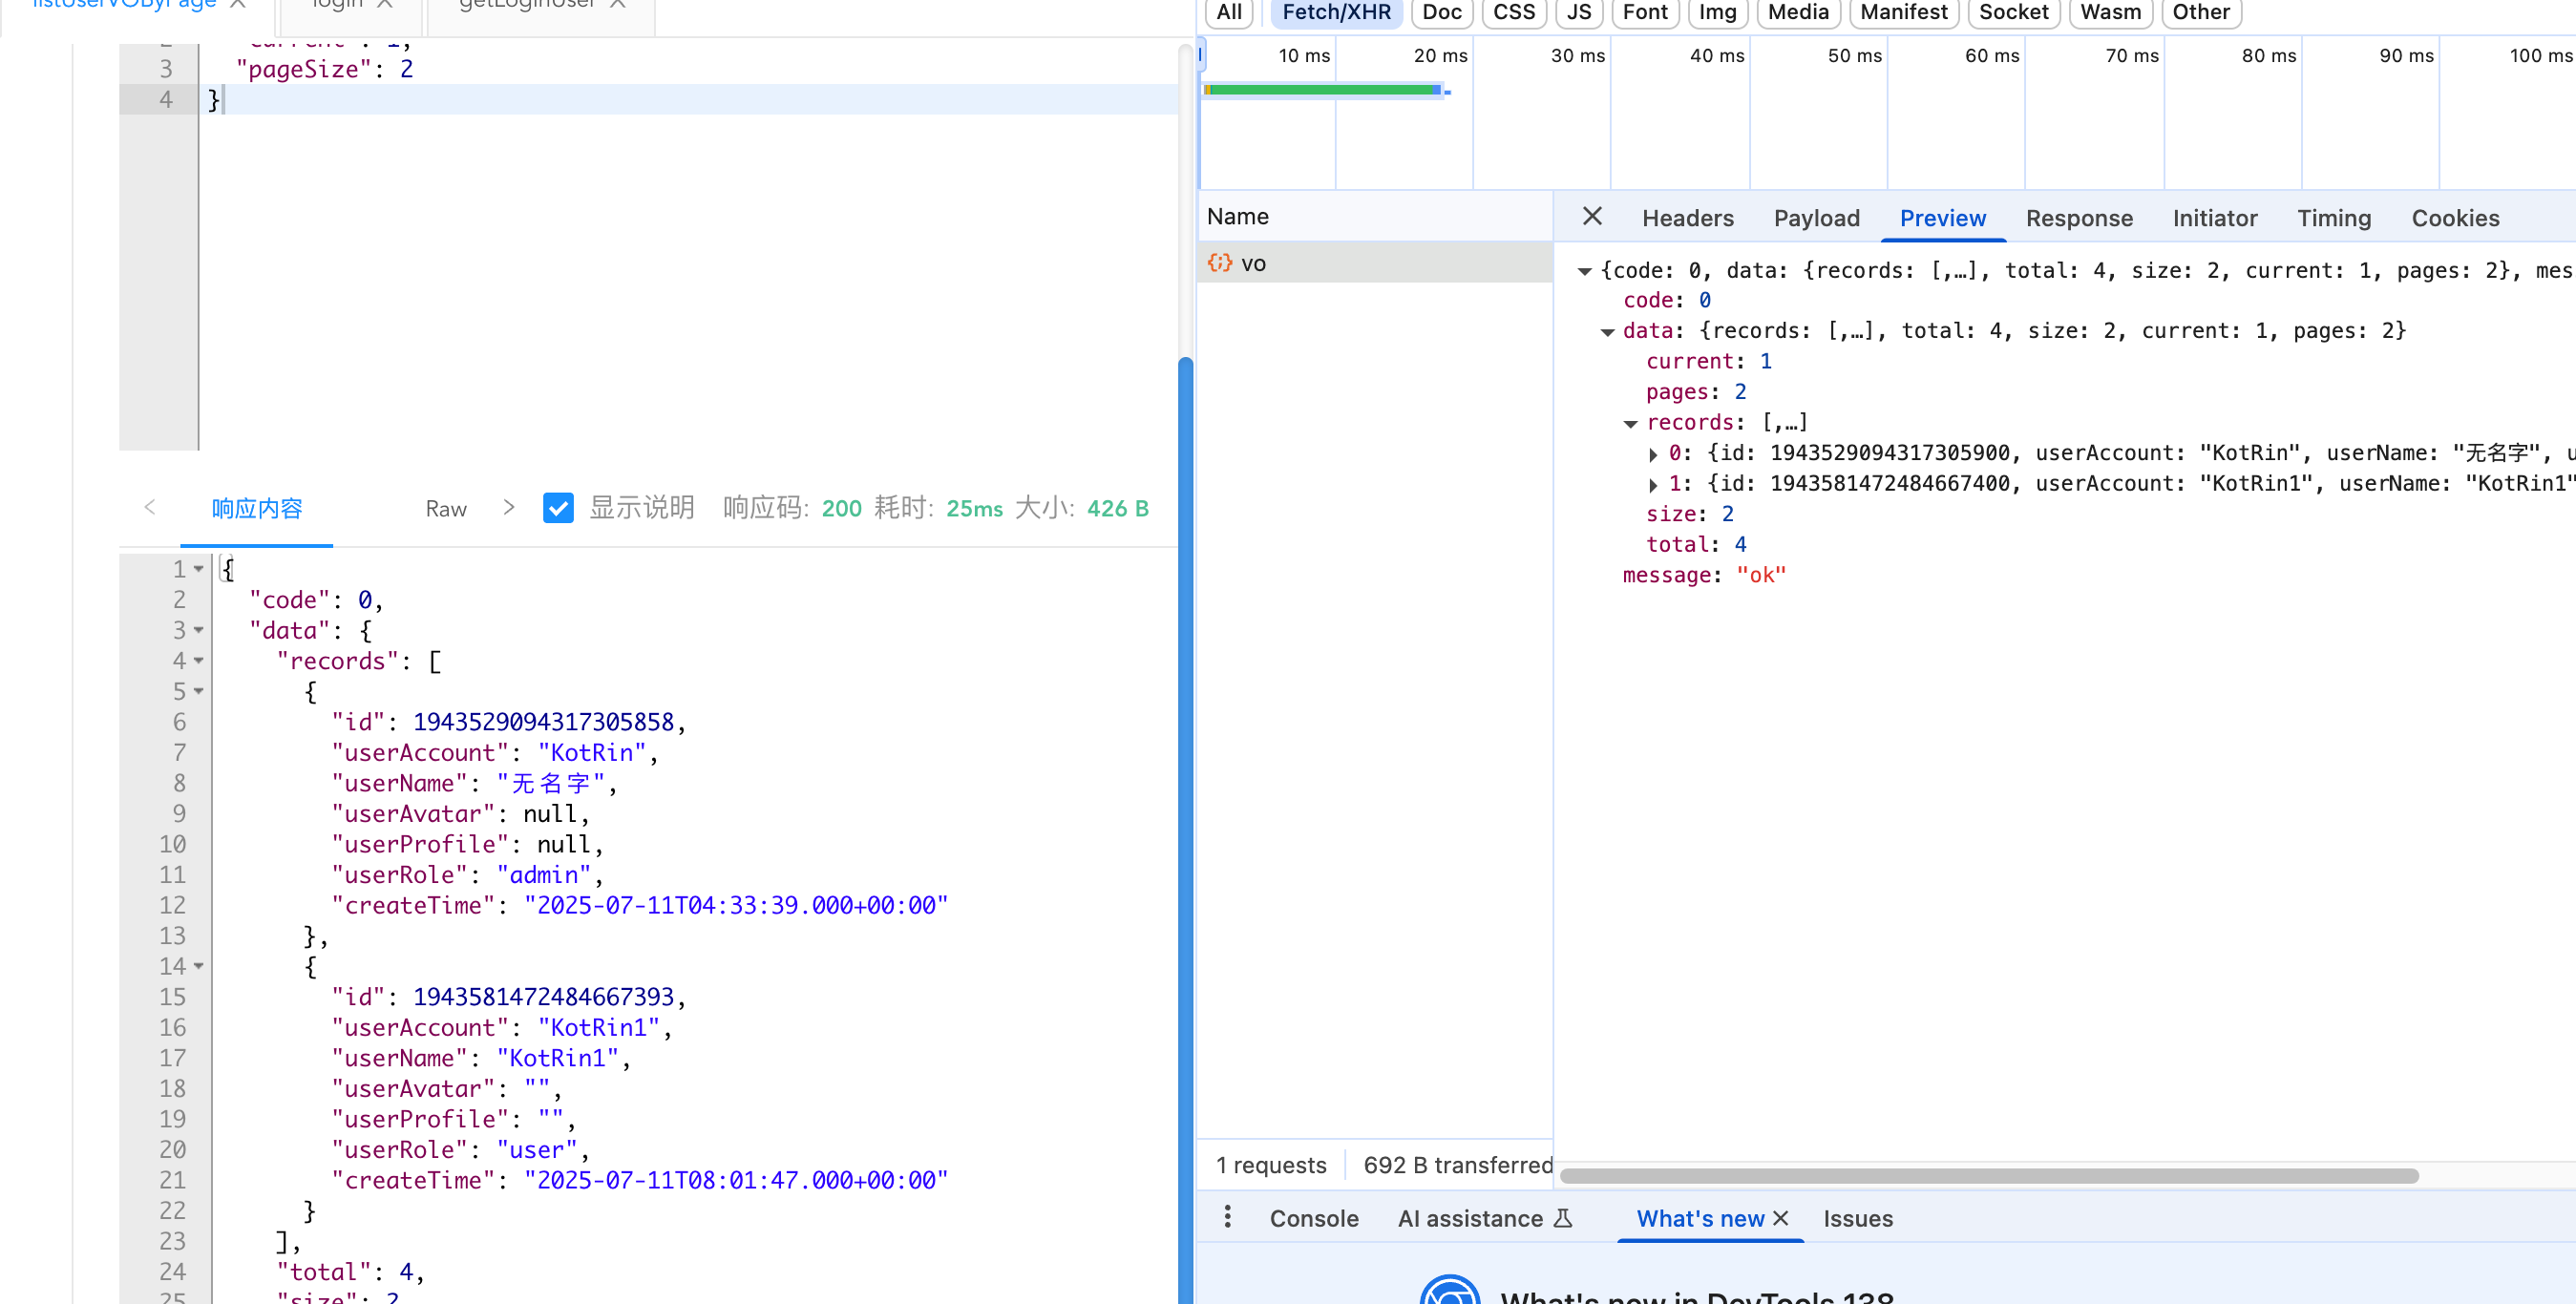 listUserVOByPage × login × getLoginUser ×
2 "current": 1,
3 "pageSize": 2
4 }
< 响应内容 Raw > 显示说明 响应码: 200 耗时: 25ms 大小: 426 B
1 {
2 "code": 0,
3 "data": {
4 "records": [
5 {
6 "id": 1943529094317305858,
7 "userAccount": "KotRin",
8 "userName": "无名字",
9 "userAvatar": null,
10 "userProfile": null,
11 "userRole": "admin",
12 "createTime": "2025-07-11T04:33:39.000+00:00"
13 },
14 {
15 "id": 1943581472484667393,
16 "userAccount": "KotRin1",
17 "userName": "KotRin1",
18 "userAvatar": "",
19 "userProfile": "",
20 "userRole": "user",
21 "createTime": "2025-07-11T08:01:47.000+00:00"
22 }
23 ],
24 "total": 4,
25 "size": 2
All Fetch/XHR Doc CSS JS Font Img Media Manifest Socket Wasm Other
10 ms 20 ms 30 ms 40 ms 50 ms 60 ms 70 ms 80 ms 90 ms 100 ms
Name
vo
1 requests 692 B transferred
Headers Payload Preview Response Initiator Timing Cookies
{code: 0, data: {records: [,…], total: 4, size: 2, current: 1, pages: 2}, mes
code: 0
data: {records: [,…], total: 4, size: 2, current: 1, pages: 2}
current: 1
pages: 2
records: [,…]
0: {id: 1943529094317305900, userAccount: "KotRin", userName: "无名字", u
1: {id: 1943581472484667400, userAccount: "KotRin1", userName: "KotRin1"
size: 2
total: 4
message: "ok"
Console AI assistance What's new × Issues
What's new in DevTools 138